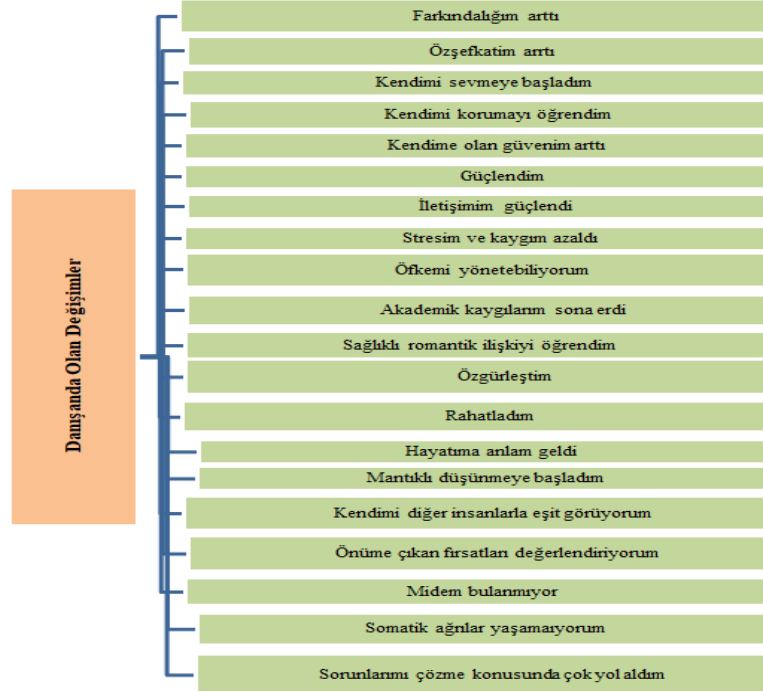 Danışanda Olan Değişimler
Farkındalığım arttı
Özşefkatim arttı
Kendimi sevmeye başladım
Kendimi korumayı öğrendim
Kendime olan güvenim arttı
Güçlendim
İletişimim güçlendi
Stresim ve kaygım azaldı
Öfkemi yönetebiliyorum
Akademik kaygılarım sona erdi
Sağlıklı romantik ilişkiyi öğrendim
Özgürleştim
Rahatladım
Hayatıma anlam geldi
Mantıklı düşünmeye başladım
Kendimi diğer insanlarla eşit görüyorum
Önüme çıkan fırsatları değerlendiriyorum
Midem bulanmıyor
Somatik ağrılar yaşamaıyorum
Sorunlarımı çözme konusunda çok yol aldım